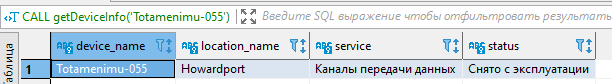 CALL getDeviceInfo('Totamenimu-055') Введите SQL выражение чтобы отфильтровать результаты
Таблица
device_name location_name service status
1 Totamenimu-055 Howardport Каналы передачи данных Снято с эксплуатации